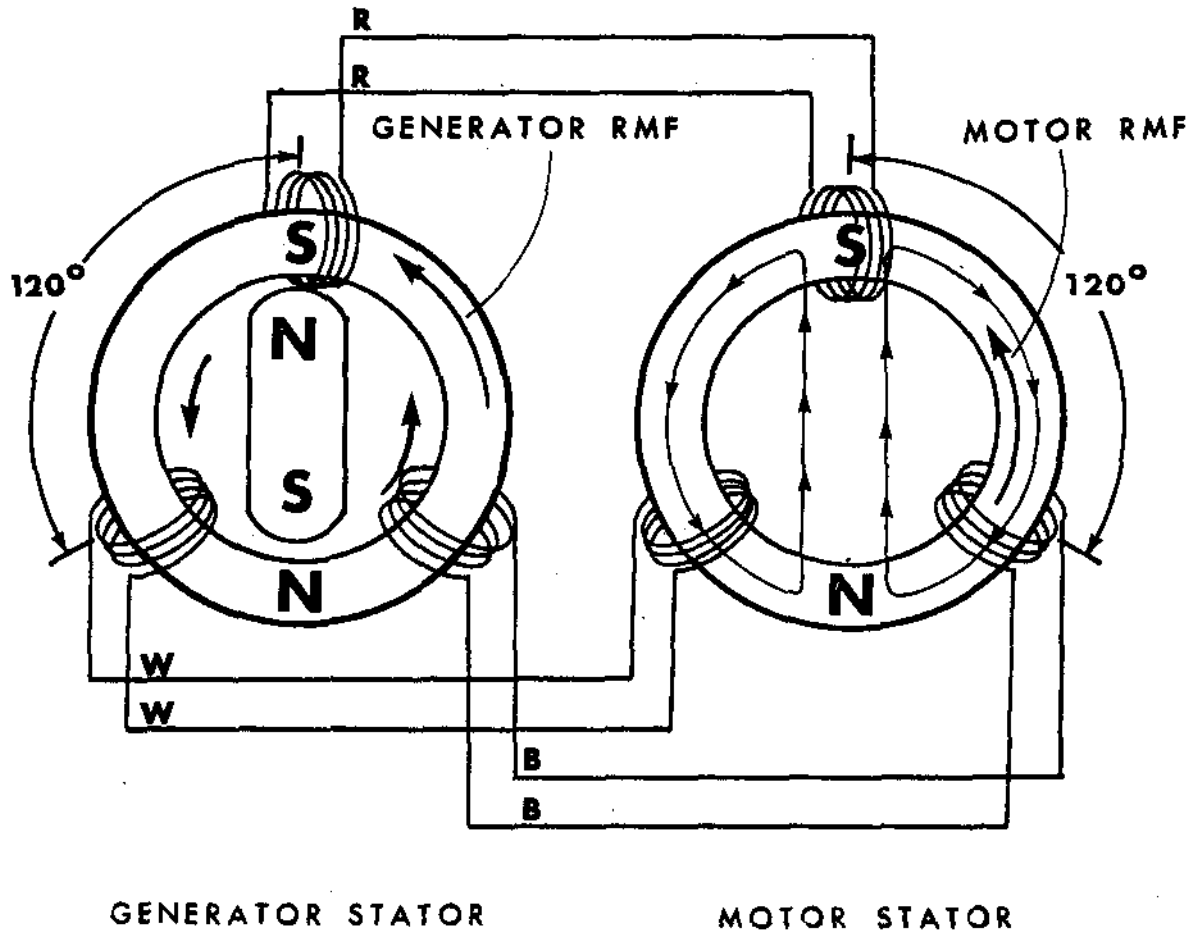 R
R
GENERATOR RMF
MOTOR RMF
S
S
120°
120°
N
S
N
N
W
W
B
B
GENERATOR STATOR
MOTOR STATOR